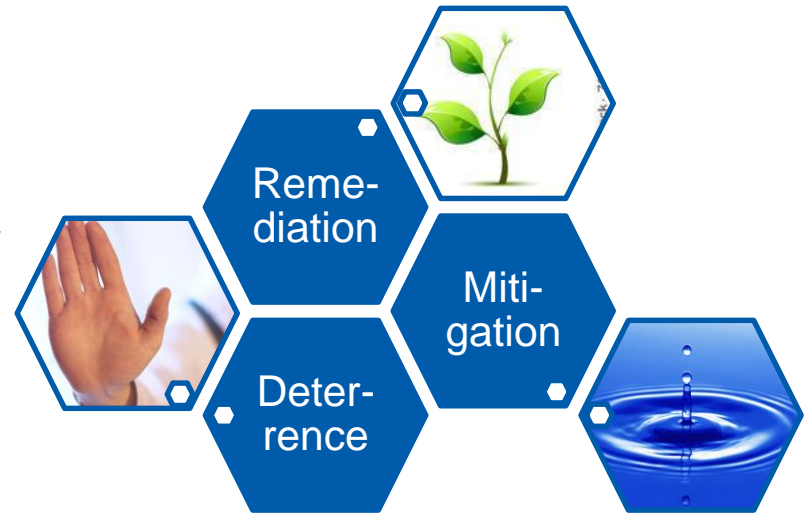 Reme-
diation
Miti-
gation
Deter-
rence